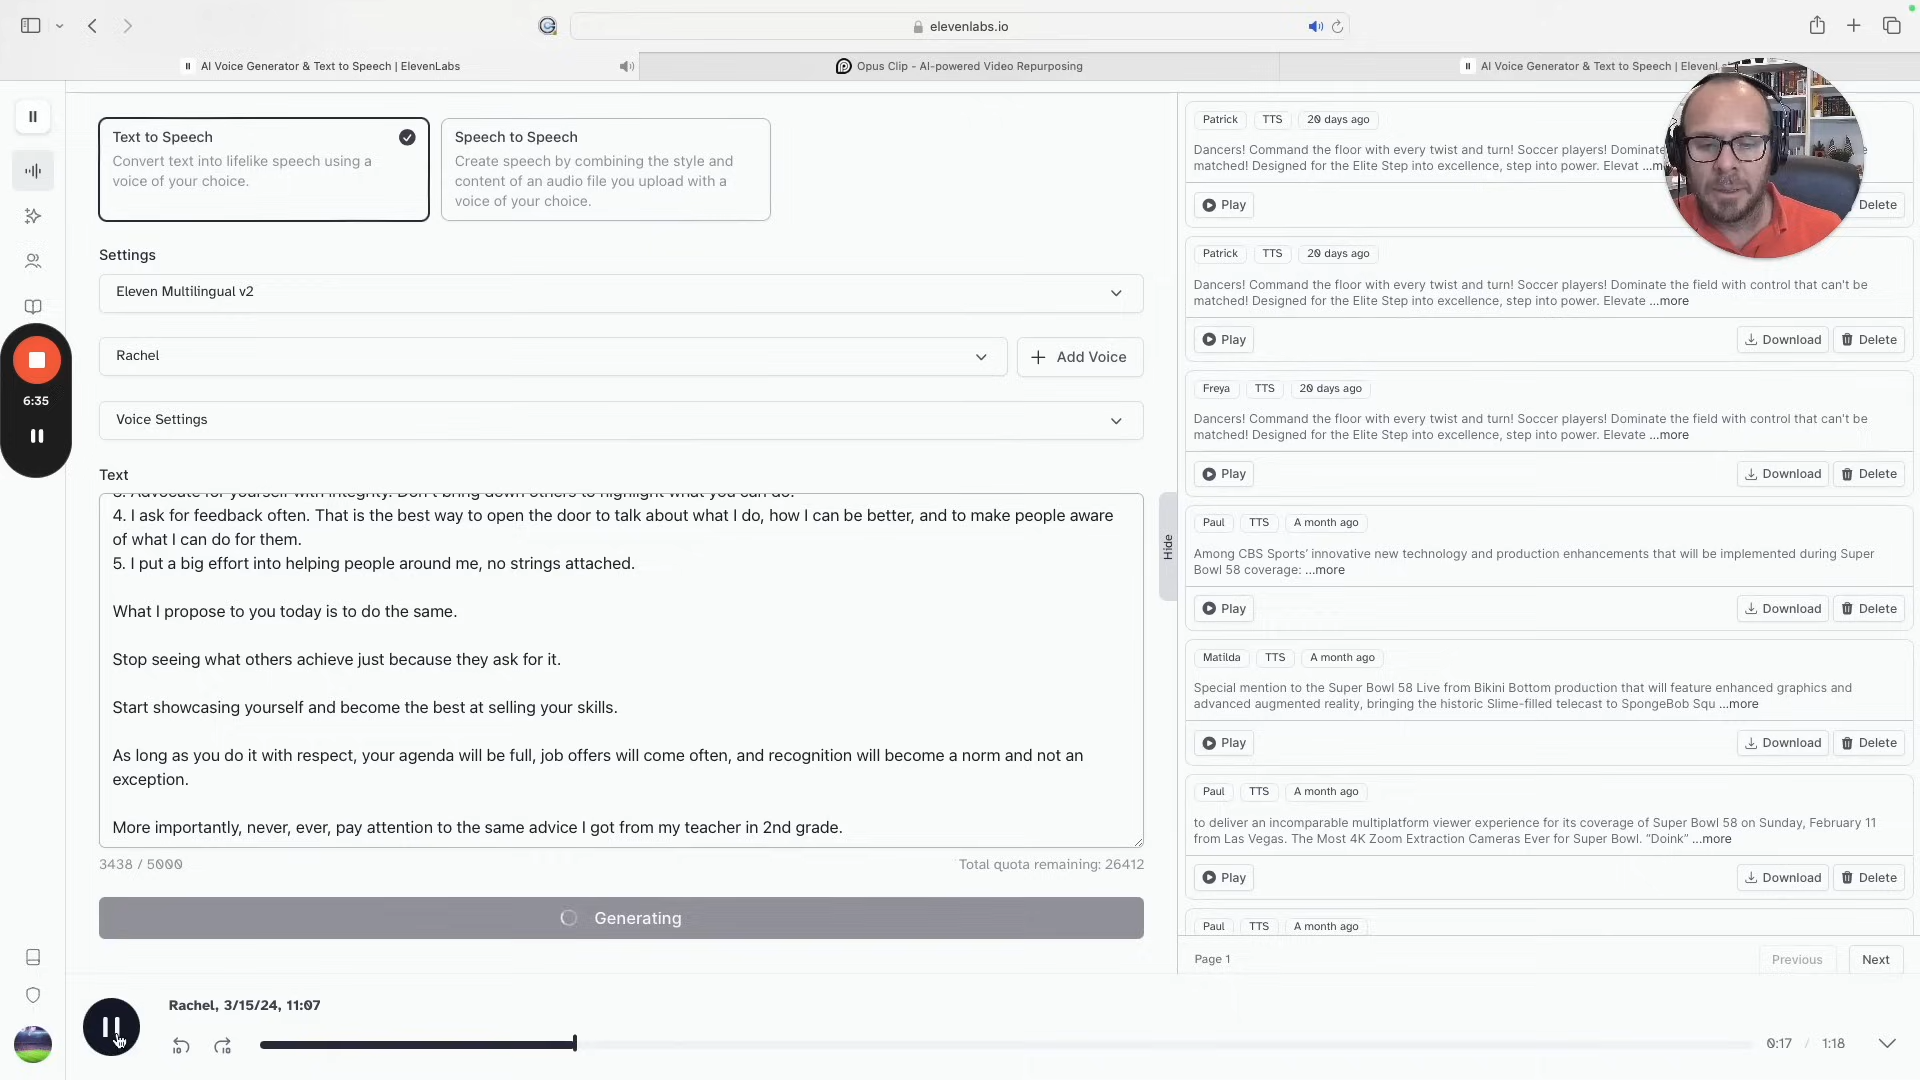 elevenlabs.io
AI Voice Generator & Text to Speech | ElevenLabs
Opus Clip - AI-powered Video Repurposing
AI Voice Generator & Text to Speech | Elevenl
Text to Speech
Convert text into lifelike speech using a
voice of your choice.
Speech to Speech
Create speech by combining the style and
content of an audio file you upload with a
voice of your choice.
Settings
Eleven Multilingual v2
Rachel
Add Voice
Voice Settings
Text
3. Advocate for yourself with integrity. Don't bring down others to highlight what you can do.
4. I ask for feedback often. That is the best way to open the door to talk about what I do, how I can be better, and to make people aware
of what I can do for them.
5. I put a big effort into helping people around me, no strings attached.
What I propose to you today is to do the same.
Stop seeing what others achieve just because they ask for it.
Start showcasing yourself and become the best at selling your skills.
As long as you do it with respect, your agenda will be full, job offers will come often, and recognition will become a norm and not an
exception.
More importantly, never, ever, pay attention to the same advice I got from my teacher in 2nd grade.
3438 / 5000
Total quota remaining: 26412
Generating
6:35
Hide
Patrick TTS 20 days ago
Dancers! Command the floor with every twist and turn! Soccer players! Dominate
matched! Designed for the Elite Step into excellence, step into power. Elevat ...
Play
Delete
Patrick TTS 20 days ago
Dancers! Command the floor with every twist and turn! Soccer players! Dominate the field with control that can't be
matched! Designed for the Elite Step into excellence, step into power. Elevate ...more
Play Download Delete
Freya TTS 20 days ago
Dancers! Command the floor with every twist and turn! Soccer players! Dominate the field with control that can't be
matched! Designed for the Elite Step into excellence, step into power. Elevate ...more
Play Download Delete
Paul TTS A month ago
Among CBS Sports' innovative new technology and production enhancements that will be implemented during Super
Bowl 58 coverage: ...more
Play Download Delete
Matilda TTS A month ago
Special mention to the Super Bowl 58 Live from Bikini Bottom production that will feature enhanced graphics and
advanced augmented reality, bringing the historic Slime-filled telecast to SpongeBob Squ ...more
Play Download Delete
Paul TTS A month ago
to deliver an incomparable multiplatform viewer experience for its coverage of Super Bowl 58 on Sunday, February 11
from Las Vegas. The Most 4K Zoom Extraction Cameras Ever for Super Bowl. "Doink" ...more
Play Download Delete
Paul TTS A month ago
Page 1
Previous Next
Rachel, 3/15/24, 11:07
10 10
0:17 / 1:18